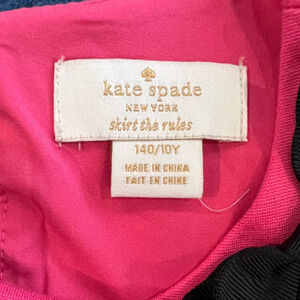 kate spade
NEW YORK
skirt the rules
140/10Y
MADE IN CHINA
FAIT EN CHINE